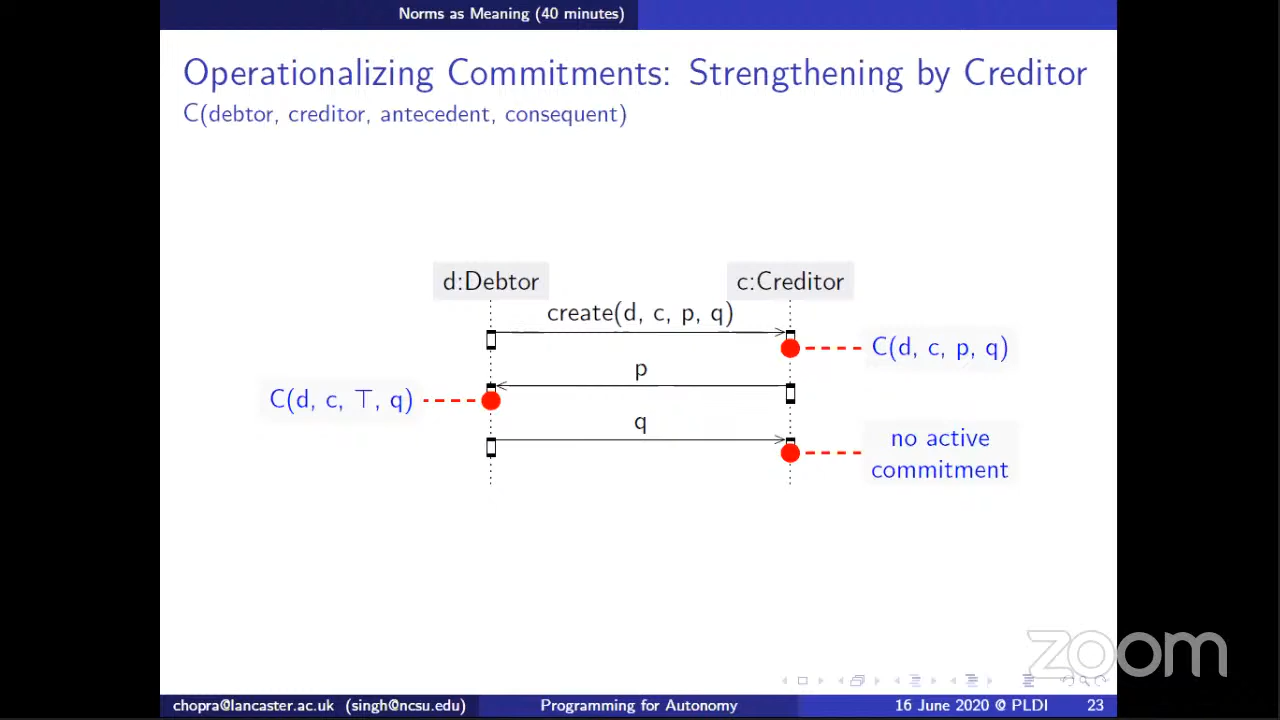 Norms as Meaning (40 minutes)
Operationalizing Commitments: Strengthening by Creditor
C(debtor, creditor, antecedent, consequent)
d:Debtor
c:Creditor
create(d, c, p, q)
C(d, c, p, q)
p
C(d, c, ⊤, q)
q
no active
commitment
zoom
chopra@lancaster.ac.uk (singh@ncsu.edu)
Programming for Autonomy
16 June 2020 @ PLDI
23